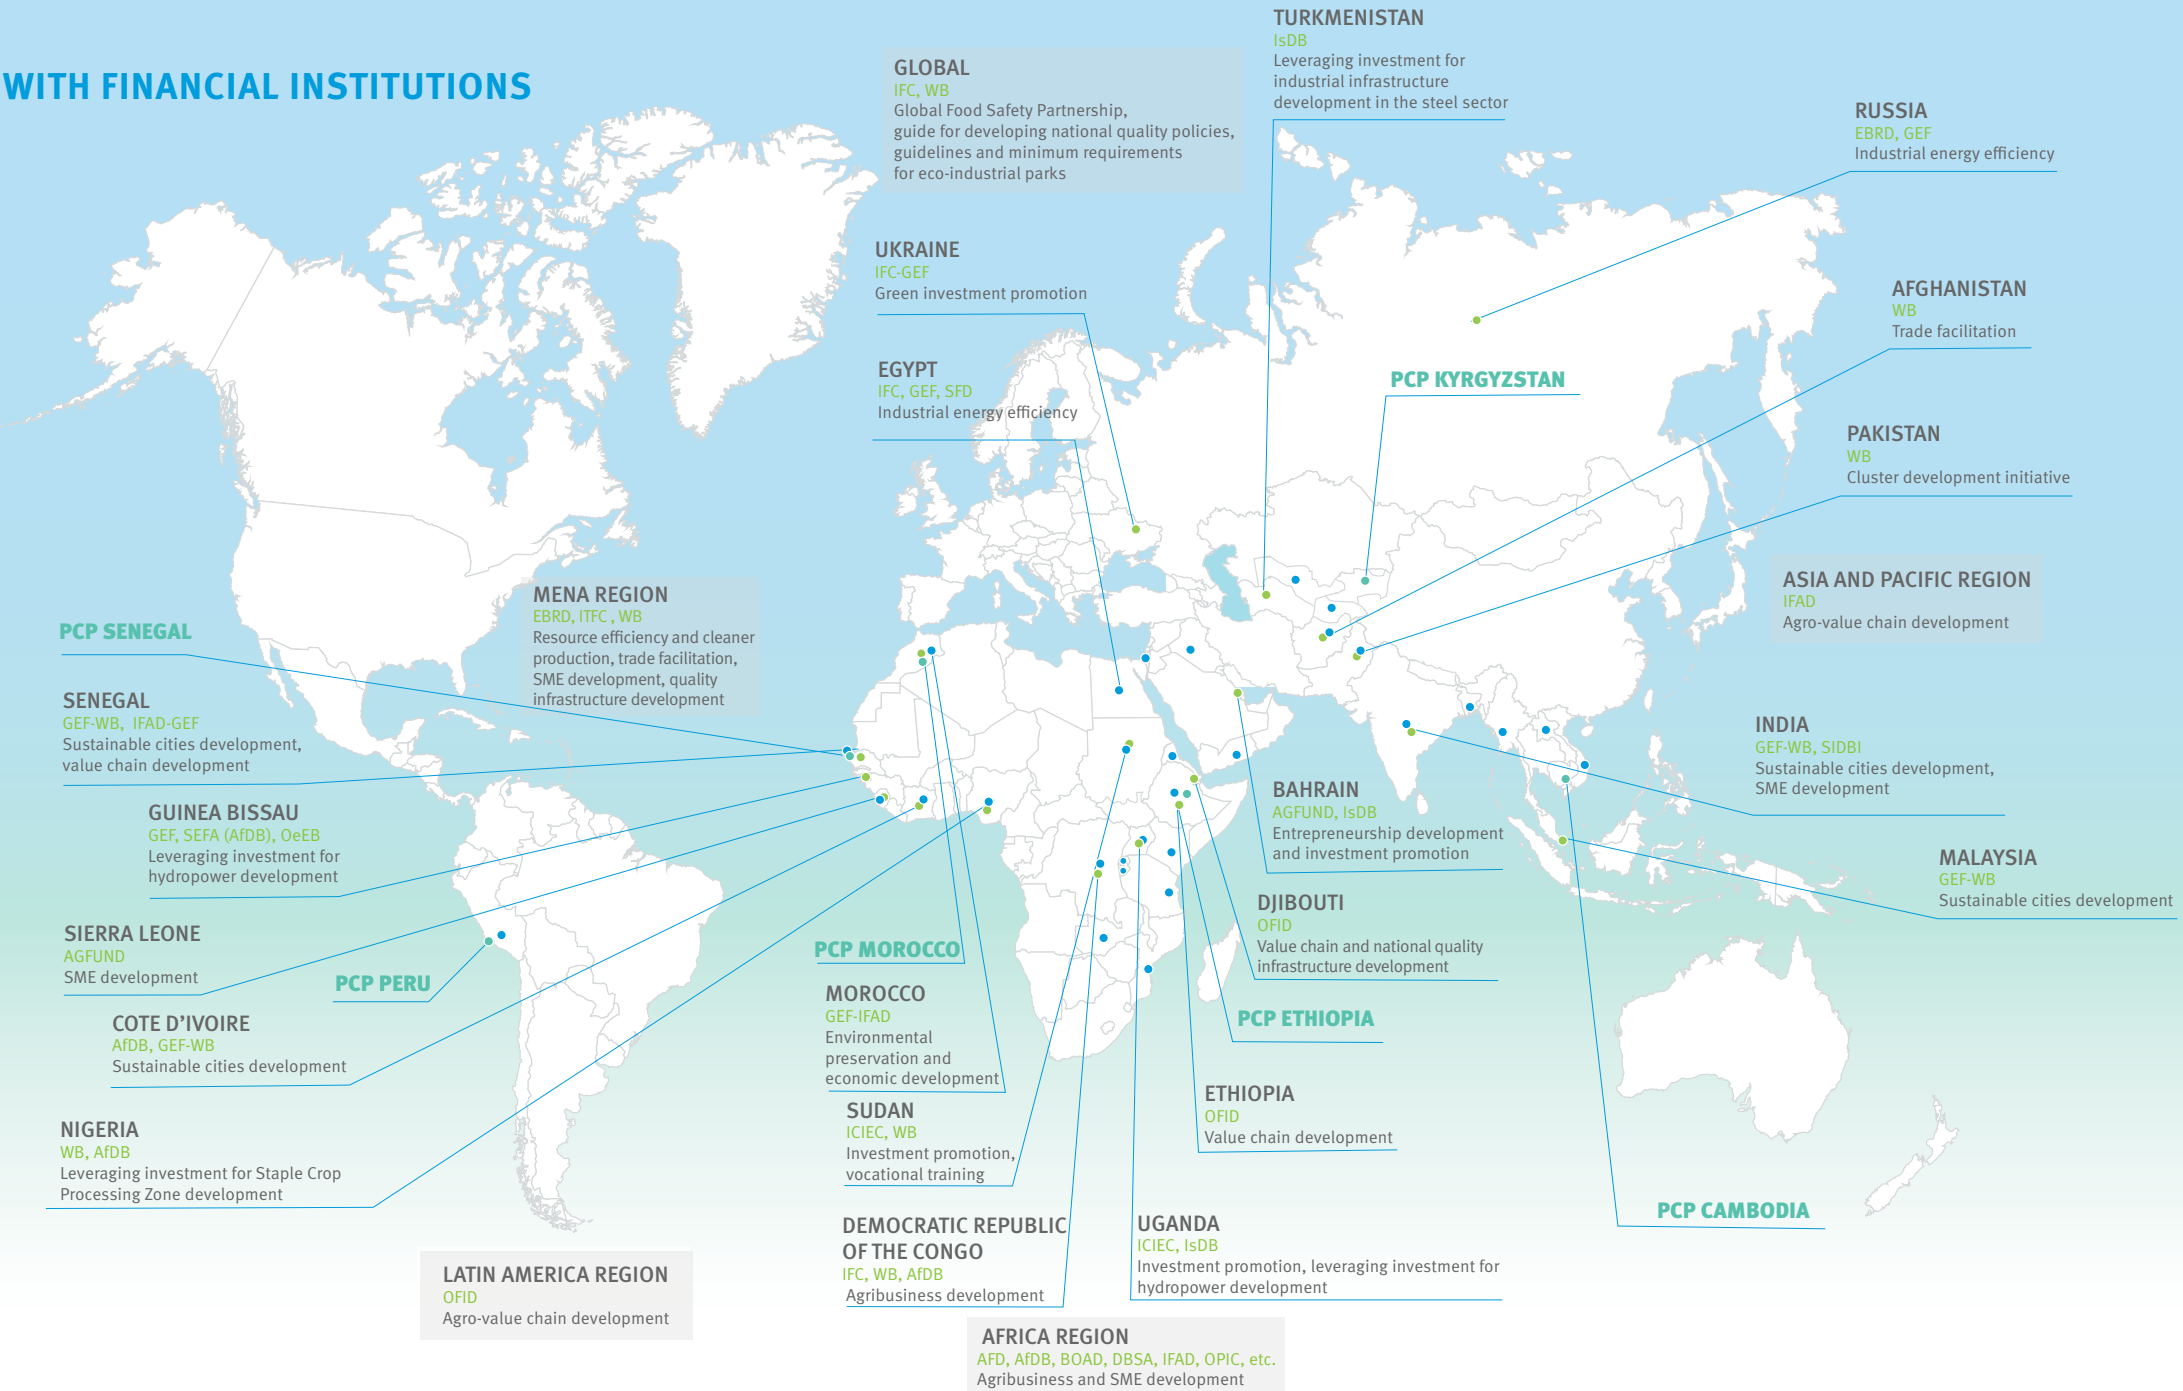 WITH FINANCIAL INSTITUTIONS
GLOBAL
IFC, WB
Global Food Safety Partnership,
guide for developing national quality policies,
guidelines and minimum requirements
for eco-industrial parks
TURKMENISTAN
IsDB
Leveraging investment for
industrial infrastructure
development in the steel sector
RUSSIA
EBRD, GEF
Industrial energy efficiency
UKRAINE
IFC-GEF
Green investment promotion
AFGHANISTAN
WB
Trade facilitation
EGYPT
IFC, GEF, SFD
Industrial energy efficiency
PCP KYRGYZSTAN
PAKISTAN
WB
Cluster development initiative
MENA REGION
EBRD, ITFC , WB
Resource efficiency and cleaner
production, trade facilitation,
SME development, quality
infrastructure development
ASIA AND PACIFIC REGION
IFAD
Agro-value chain development
PCP SENEGAL
SENEGAL
GEF-WB, IFAD-GEF
Sustainable cities development,
value chain development
INDIA
GEF-WB, SIDBI
Sustainable cities development,
SME development
GUINEA BISSAU
GEF, SEFA (AfDB), OeEB
Leveraging investment for
hydropower development
BAHRAIN
AGFUND, IsDB
Entrepreneurship development
and investment promotion
MALAYSIA
GEF-WB
Sustainable cities development
SIERRA LEONE
AGFUND
SME development
DJIBOUTI
OFID
Value chain and national quality
infrastructure development
PCP PERU
PCP MOROCCO
MOROCCO
GEF-IFAD
Environmental
preservation and
economic development
PCP ETHIOPIA
COTE D’IVOIRE
AfDB, GEF-WB
Sustainable cities development
ETHIOPIA
OFID
Value chain development
SUDAN
ICIEC, WB
Investment promotion,
vocational training
NIGERIA
WB, AfDB
Leveraging investment for Staple Crop
Processing Zone development
PCP CAMBODIA
DEMOCRATIC REPUBLIC
OF THE CONGO
IFC, WB, AfDB
Agribusiness development
UGANDA
ICIEC, IsDB
Investment promotion, leveraging investment for
hydropower development
LATIN AMERICA REGION
OFID
Agro-value chain development
AFRICA REGION
AFD, AfDB, BOAD, DBSA, IFAD, OPIC, etc.
Agribusiness and SME development